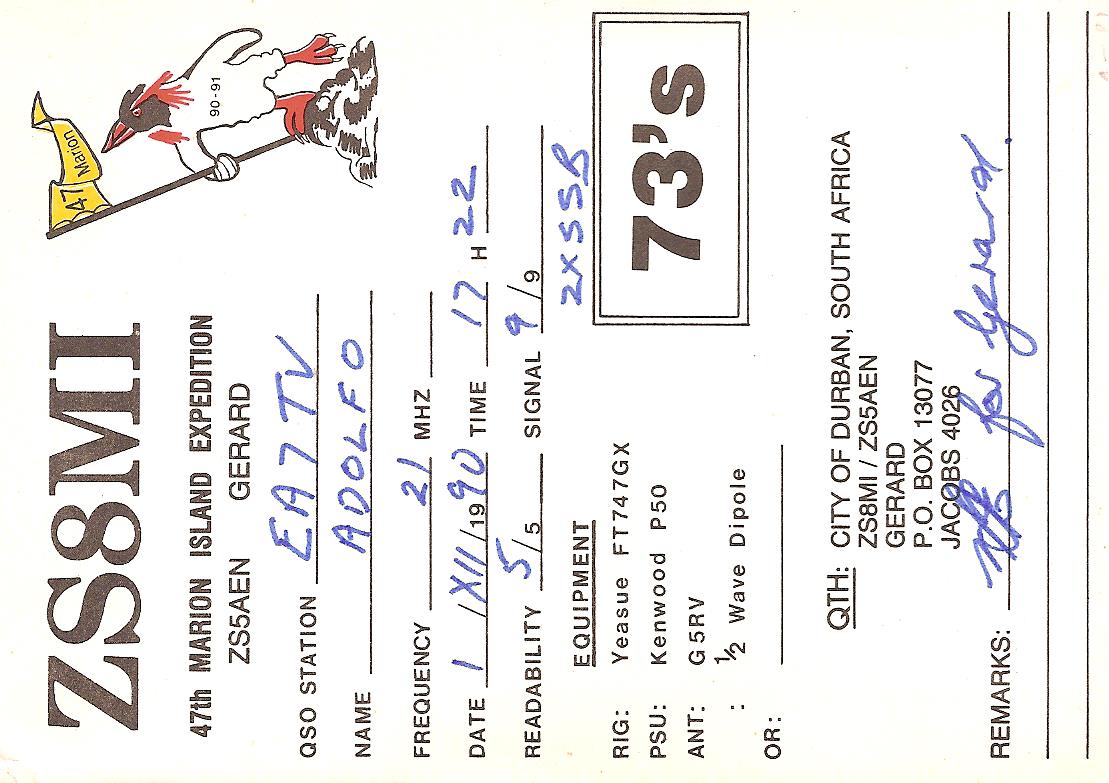 ZS8MI
47 Marion
90-91
47th MARION ISLAND EXPEDITION
ZS5AEN GERARD
QSO STATION EA7TV
NAME ADOLFO
FREQUENCY 21 MHZ
DATE 1 /XII/1990 TIME 17 H 22
READABILITY 5/5 SIGNAL 9/9
2XSSB
EQUIPMENT
RIG: Yeasue FT747GX
PSU: Kenwood P50
ANT: G5RV
: 1/2 Wave Dipole
OR:
73's
QTH: CITY OF DURBAN, SOUTH AFRICA
ZS8MI / ZS5AEN
GERARD
P.O. BOX 13077
JACOBS 4026
REMARKS: for Gerard.